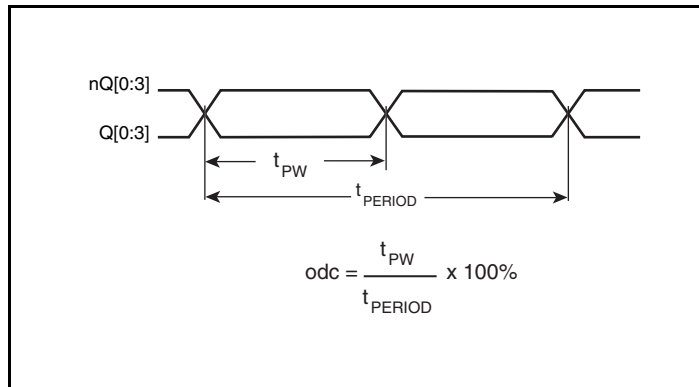 nQ[0:3]
Q[0:3]
tPW
tPERIOD
odc = tPW / tPERIOD x 100%